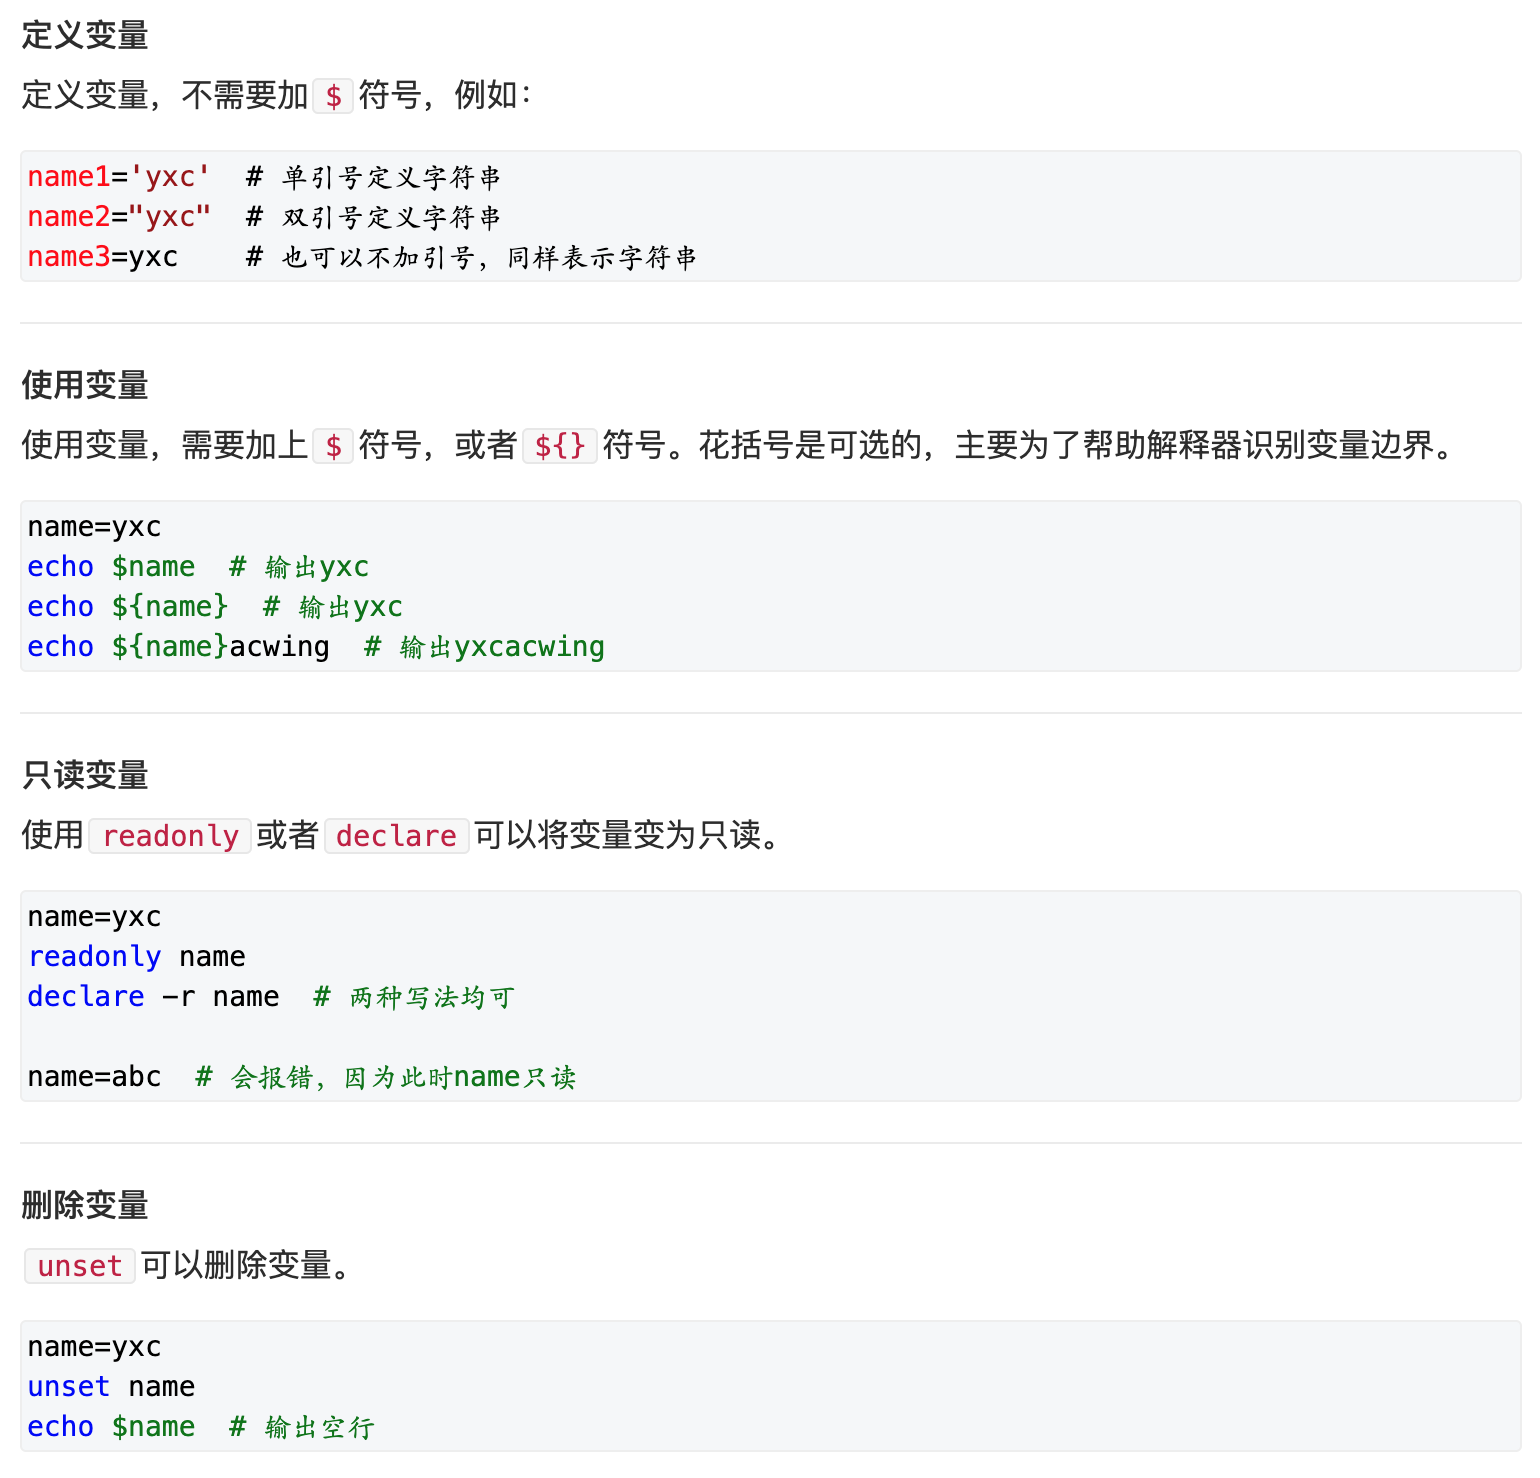 定义变量
定义变量，不需要加 $ 符号，例如：
name1='yxc'  # 单引号定义字符串
name2="yxc"  # 双引号定义字符串
name3=yxc    # 也可以不加引号，同样表示字符串
使用变量
使用变量，需要加上 $ 符号，或者 ${} 符号。花括号是可选的，主要为了帮助解释器识别变量边界。
name=yxc
echo $name  # 输出yxc
echo ${name}  # 输出yxc
echo ${name}acwing  # 输出yxcacwing
只读变量
使用 readonly 或者 declare 可以将变量变为只读。
name=yxc
readonly name
declare -r name  # 两种写法均可
name=abc  # 会报错，因为此时name只读
删除变量
unset 可以删除变量。
name=yxc
unset name
echo $name  # 输出空行